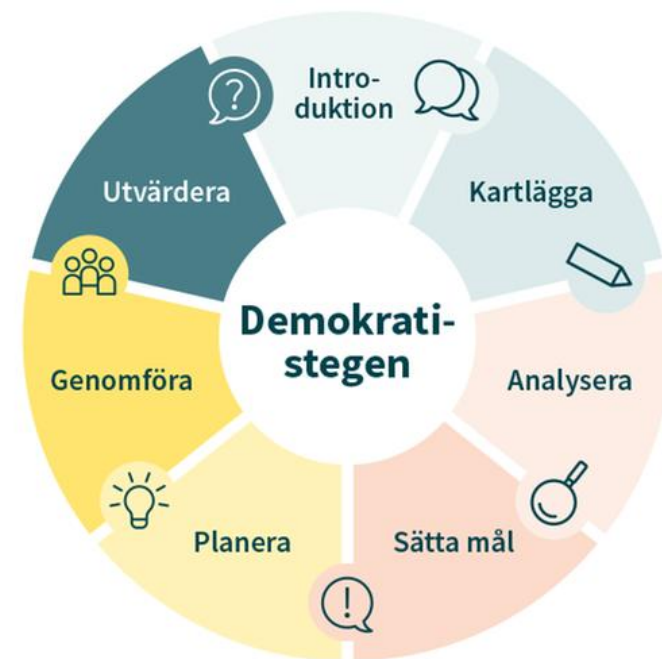 Intro-
duktion
Kartlägga
Analysera
Sätta mål
Planera
Genomföra
Utvärdera
Demokrati-
stegen
?
!